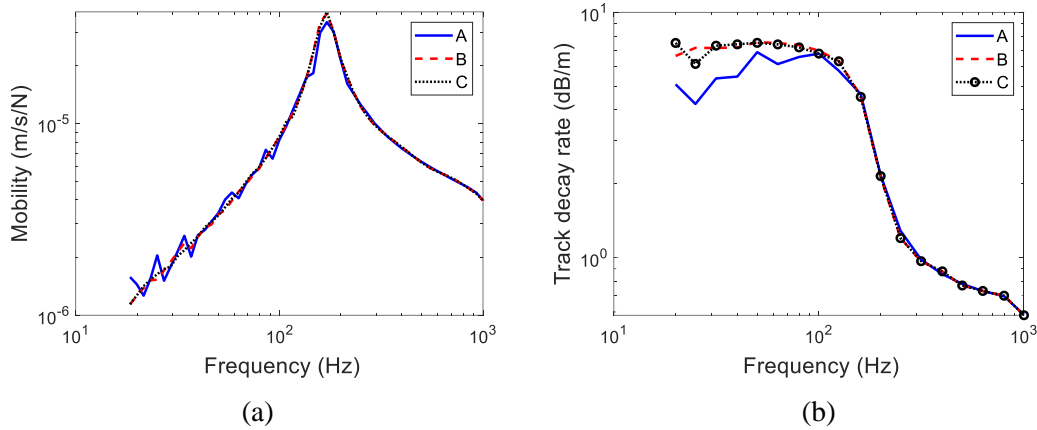 A
B
C
10^-5
10^-6
10^1
10^2
10^3
Mobility (m/s/N)
Frequency (Hz)
(a)
A
B
C
10^1
10^0
10^1
10^2
10^3
Track decay rate (dB/m)
Frequency (Hz)
(b)